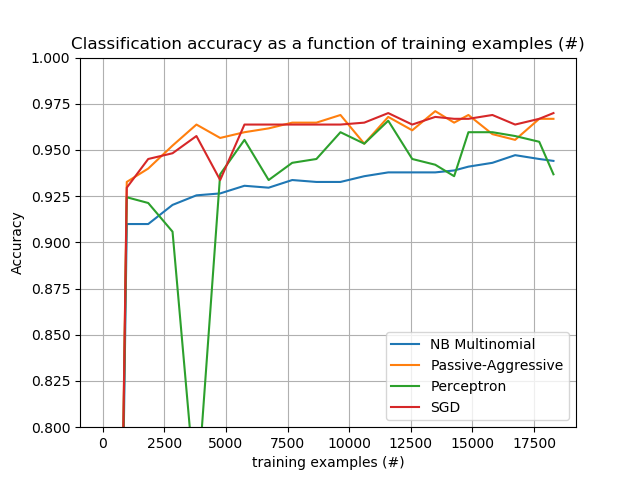 Classification accuracy as a function of training examples (#)
1.000
0.975
0.950
0.925
0.900
0.875
0.850
0.825
0.800
Accuracy
NB Multinomial
Passive-Aggressive
Perceptron
SGD
0 2500 5000 7500 10000 12500 15000 17500
training examples (#)